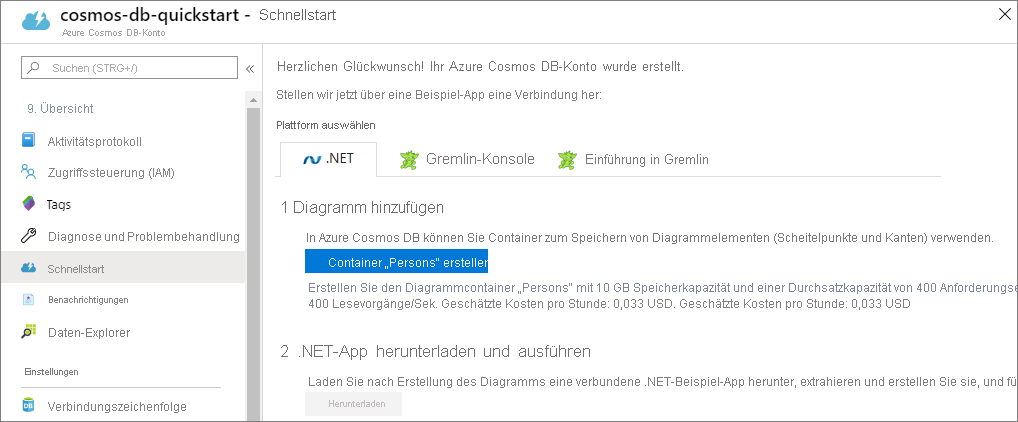 cosmos-db-quickstart - Schnellstart
Azure Cosmos DB-Konto
Suchen (STRG+/)
9. Übersicht
Aktivitätsprotokoll
Zugriffssteuerung (IAM)
Tags
Diagnose und Problembehandlung
Schnellstart
Benachrichtigungen
Daten-Explorer
Einstellungen
Verbindungszeichenfolge
Herzlichen Glückwunsch! Ihr Azure Cosmos DB-Konto wurde erstellt.
Stellen wir jetzt über eine Beispiel-App eine Verbindung her:
Plattform auswählen
.NET
Gremlin-Konsole
Einführung in Gremlin
1 Diagramm hinzufügen
In Azure Cosmos DB können Sie Container zum Speichern von Diagrammelementen (Scheitelpunkte und Kanten) verwenden.
Container „Persons" ersteller
Erstellen Sie den Diagrammcontainer „Persons" mit 10 GB Speicherkapazität und einer Durchsatzkapazität von 400 Anforderungse
400 Lesevorgänge/Sek. Geschätzte Kosten pro Stunde: 0,033 USD. Geschätzte Kosten pro Stunde: 0,033 USD
2 .NET-App herunterladen und ausführen
Laden Sie nach Erstellung des Diagramms eine verbundene .NET-Beispiel-App herunter, extrahieren und erstellen Sie sie, und fü
Herunterladen